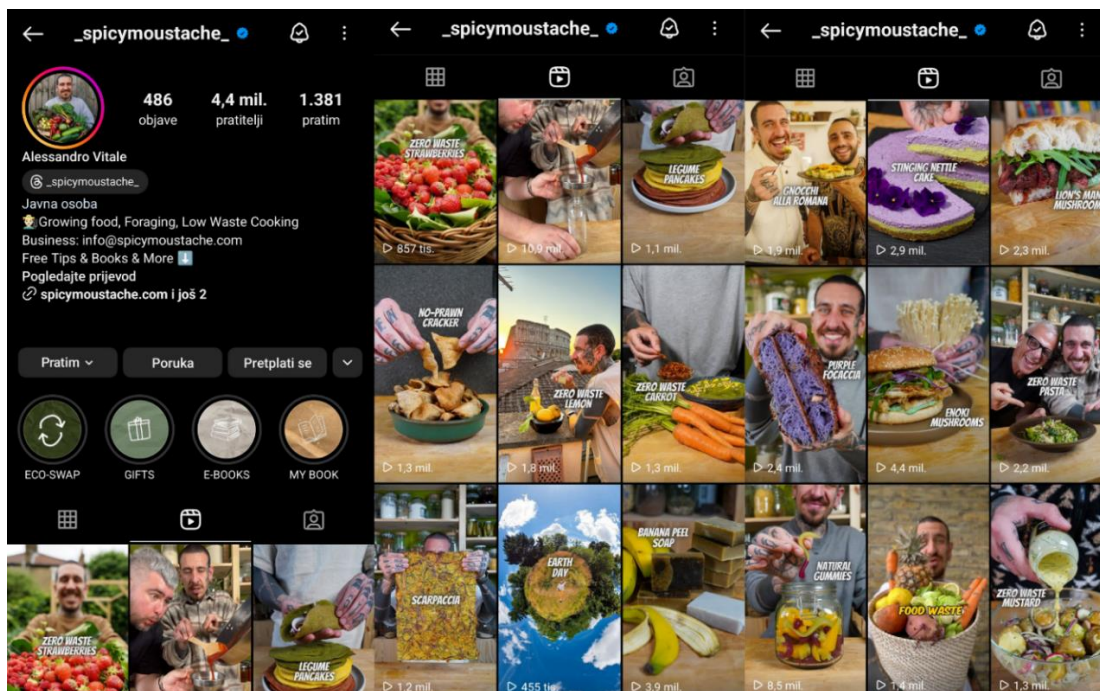 _spicymoustache_
486
objave
4,4 mil.
pratitelji
1.381
pratim
Alessandro Vitale
_spicymoustache_
Javna osoba
Growing food, Foraging, Low Waste Cooking
Business: info@spicymoustache.com
Free Tips & Books & More
Pogledajte prijevod
spicymoustache.com i još 2
Pratim
Poruka
Pretplati se
ECO-SWAP
GIFTS
E-BOOKS
MY BOOK
ZERO WASTE
STRAWBERRIES
LEGUME
PANCAKES
_spicymoustache_
ZERO WASTE
STRAWBERRIES
857 tis.
10,9 mil.
LEGUME
PANCAKES
1,1 mil.
NO-PRAWN
CRACKER
1,3 mil.
ZERO WASTE
LEMON
1,8 mil.
ZERO WASTE
CARROT
1,3 mil.
SCARPACCIA
1,2 mil.
EARTH
DAY
455 tis.
BANANA PEEL
SOAP
3,9 mil.
_spicymoustache_
GNOCCHI
ALLA ROMANA
1,9 mil.
STINGING NETTLE
CAKE
2,9 mil.
LION'S MAN
MUSHROOM
2,3 mil.
PURPLE
FOCACCIA
2,4 mil.
ENOKI
MUSHROOMS
4,4 mil.
ZERO WASTE
PASTA
2,2 mil.
NATURAL
GUMMIES
8,5 mil.
FOOD WASTE
1,4 mil.
ZERO WASTE
MUSTARD
1,3 mil.